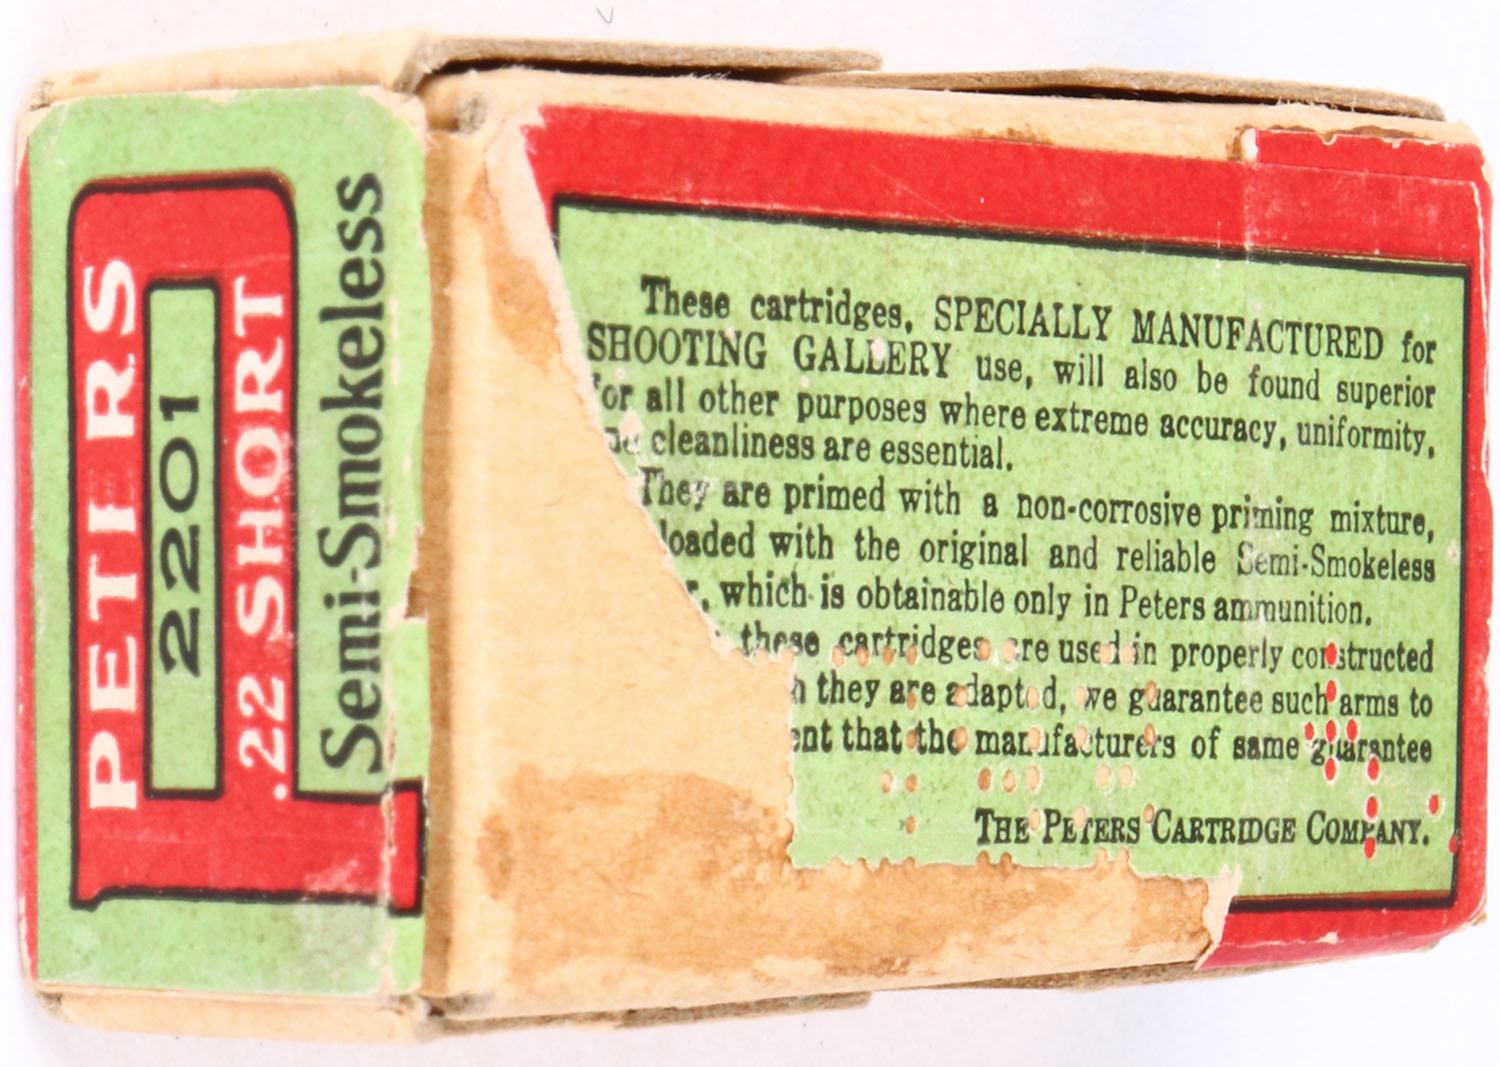 PETERS
2201
.22 SHORT
Semi-Smokeless
These cartridges, SPECIALLY MANUFACTURED for
SHOOTING GALLERY use, will also be found superior
for all other purposes where extreme accuracy, uniformity,
cleanliness are essential.
They are primed with a non-corrosive priming mixture,
loaded with the original and reliable Semi-Smokeless
which is obtainable only in Peters ammunition.
these cartridges are used in properly constructed
they are adapted, we guarantee such arms to
that the manufacturers of same guarantee
THE PETERS CARTRIDGE COMPANY.